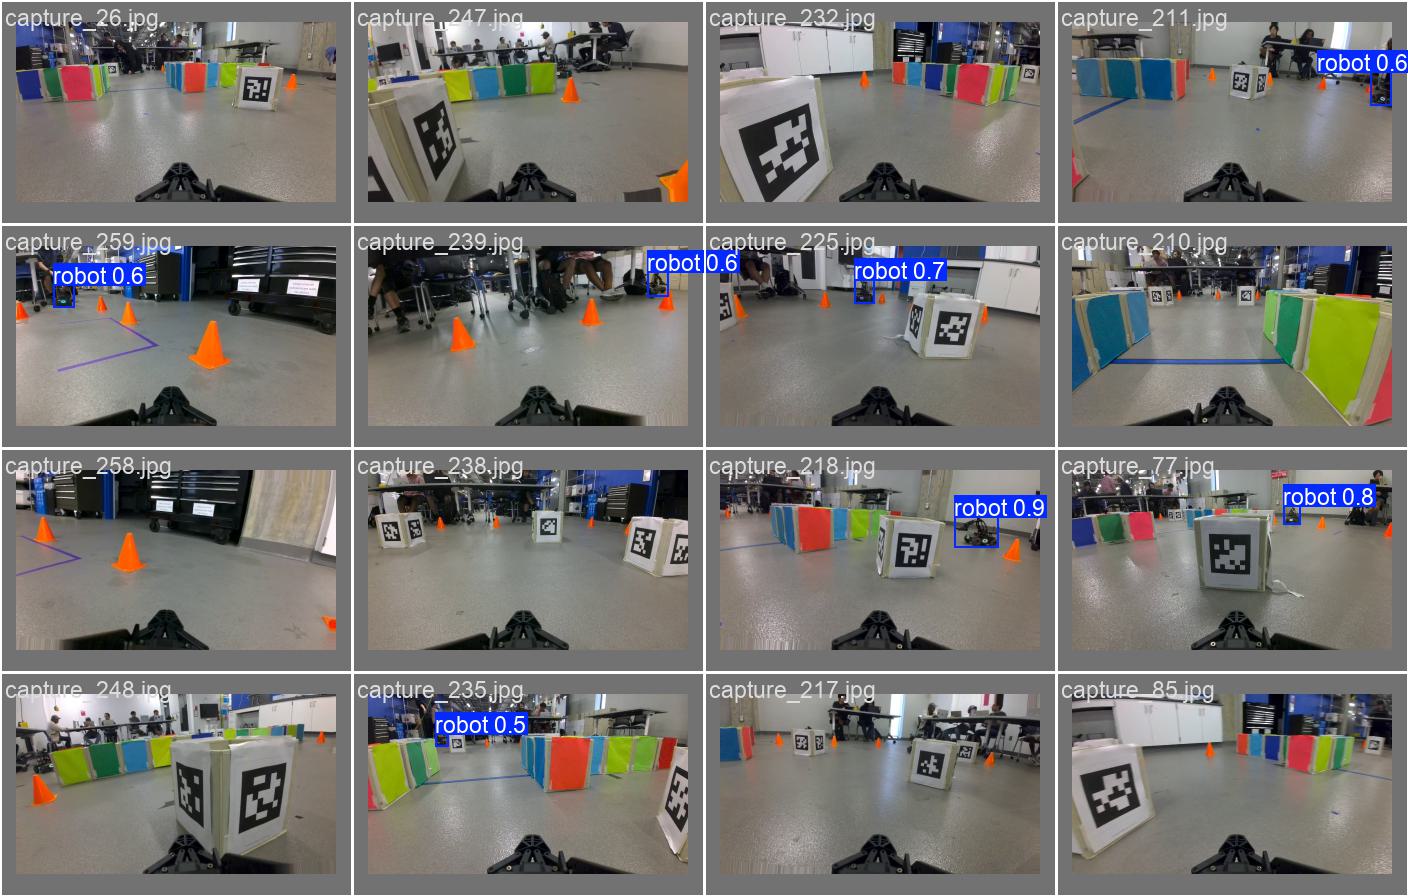 capture_26.jpg
capture_247.jpg
capture_232.jpg
capture_211.jpg
robot 0.6
capture_259.jpg
robot 0.6
capture_239.jpg
robot 0.6
capture_225.jpg
robot 0.7
capture_210.jpg
capture_258.jpg
capture_238.jpg
capture_218.jpg
robot 0.9
capture_77.jpg
robot 0.8
capture_248.jpg
capture_235.jpg
robot 0.5
capture_217.jpg
capture_85.jpg